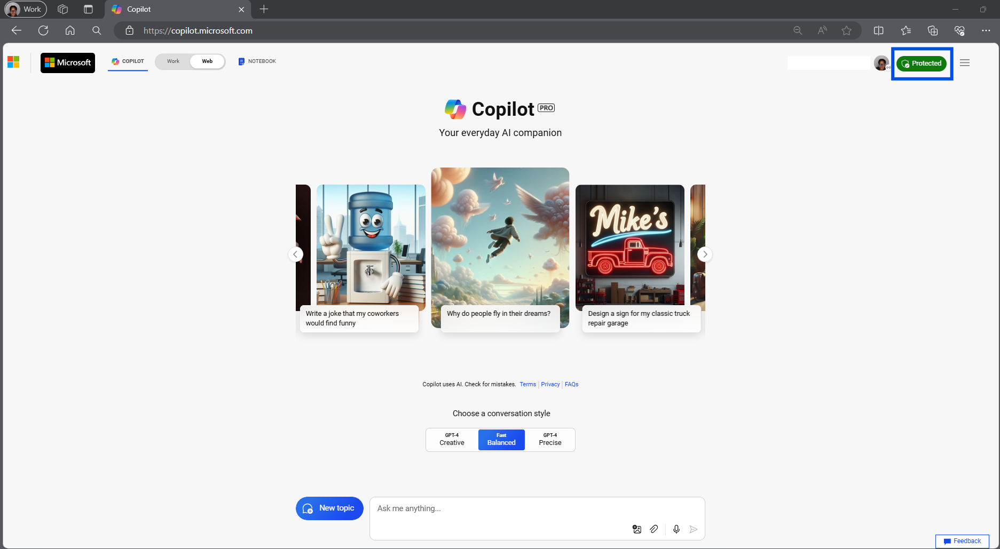 Work
Copilot
https://copilot.microsoft.com
Microsoft
COPILOT
Work
Web
NOTEBOOK
Protected
Copilot PRO
Your everyday AI companion
Mike's
Write a joke that my coworkers
would find funny
Why do people fly in their dreams?
Design a sign for my classic truck
repair garage
Copilot uses AI. Check for mistakes. Terms | Privacy | FAQs
Choose a conversation style
GPT-4
Creative
Fast
Balanced
GPT-4
Precise
New topic
Ask me anything...
Feedback